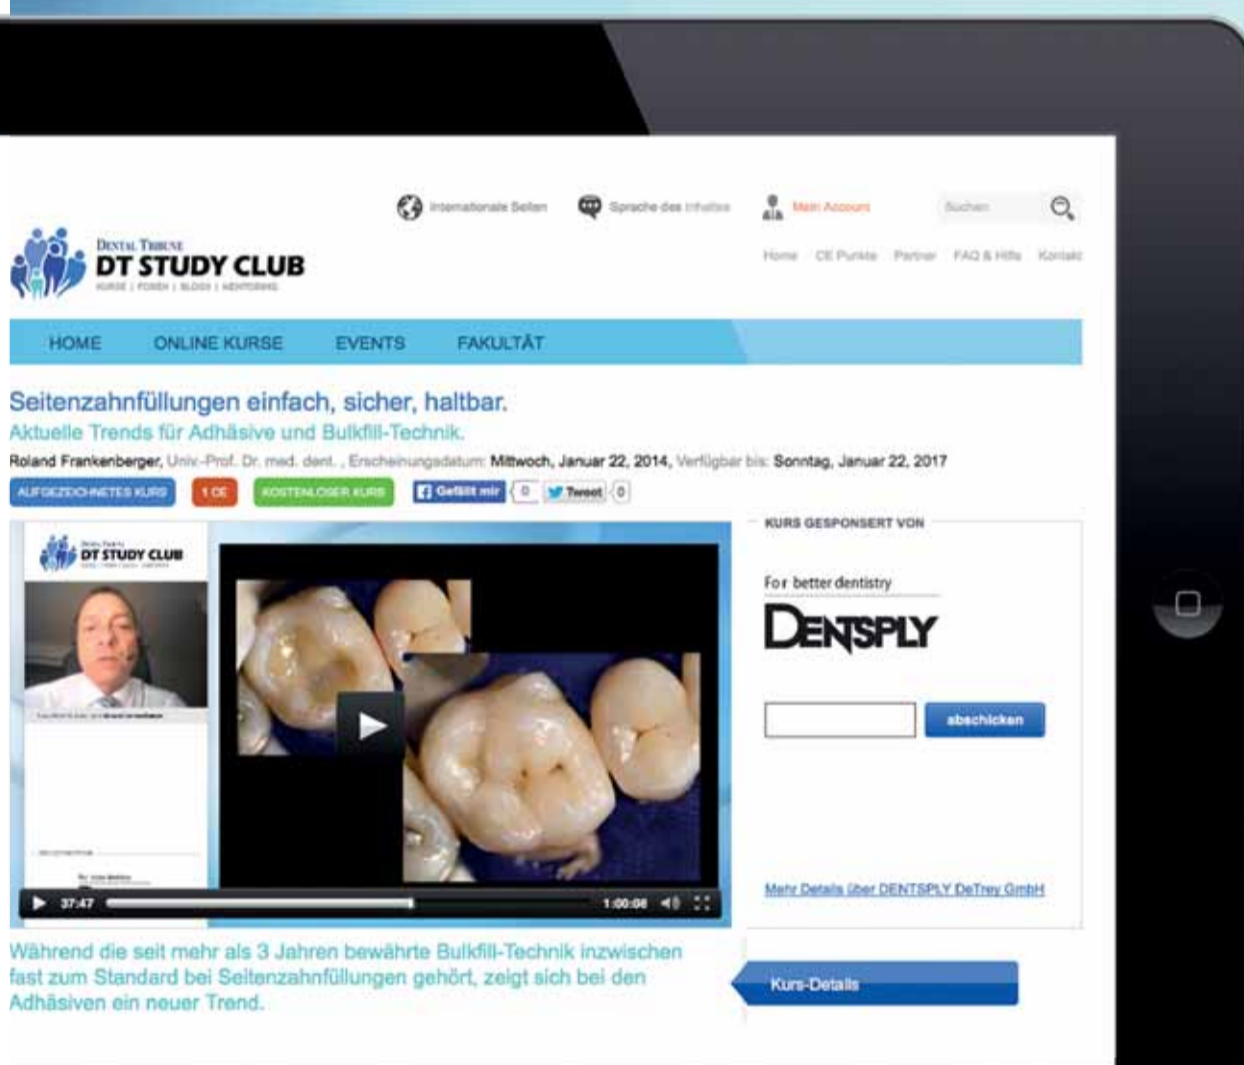 Internationale Seiten
Sprache des Inhaltes
Mein Account
Suchen
DENTAL TRIBUNE
DT STUDY CLUB
KURSE | FOREN | BLOGS | MENTORING
Home CE Punkte Partner FAQ & Hilfe Kontakt
HOME ONLINE KURSE EVENTS FAKULTÄT
Seitenzahnfüllungen einfach, sicher, haltbar.
Aktuelle Trends für Adhäsive und Bulkfill-Technik.
Roland Frankenberger, Univ.-Prof. Dr. med. dent. , Erscheinungsdatum: Mittwoch, Januar 22, 2014, Verfügbar bis: Sonntag, Januar 22, 2017
AUFGEZEICHNETES KURS 1 CE KOSTENLOSER KURS Gefällt mir 0 Tweet 0
DT STUDY CLUB
37:47 1:00:06
KURS GESPONSERT VON
For better dentistry
DENTSPLY
abschicken
Mehr Details über DENTSPLY DeTrey GmbH
Während die seit mehr als 3 Jahren bewährte Bulkfill-Technik inzwischen
fast zum Standard bei Seitenzahnfüllungen gehört, zeigt sich bei den
Adhäsiven ein neuer Trend.
Kurs-Details